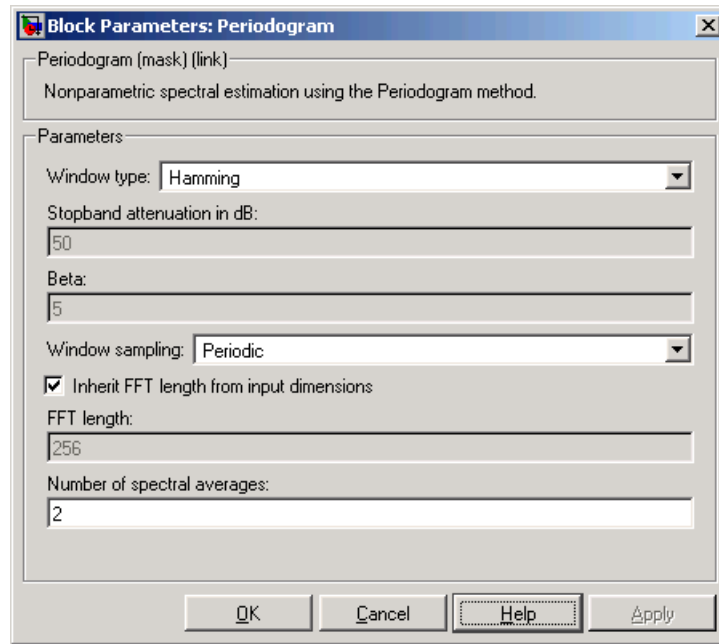 Block Parameters: Periodogram
Periodogram (mask) (link)
Nonparametric spectral estimation using the Periodogram method.
Parameters
Window type: Hamming
Stopband attenuation in dB:
50
Beta:
5
Window sampling: Periodic
Inherit FFT length from input dimensions
FFT length:
256
Number of spectral averages:
2
OK Cancel Help Apply